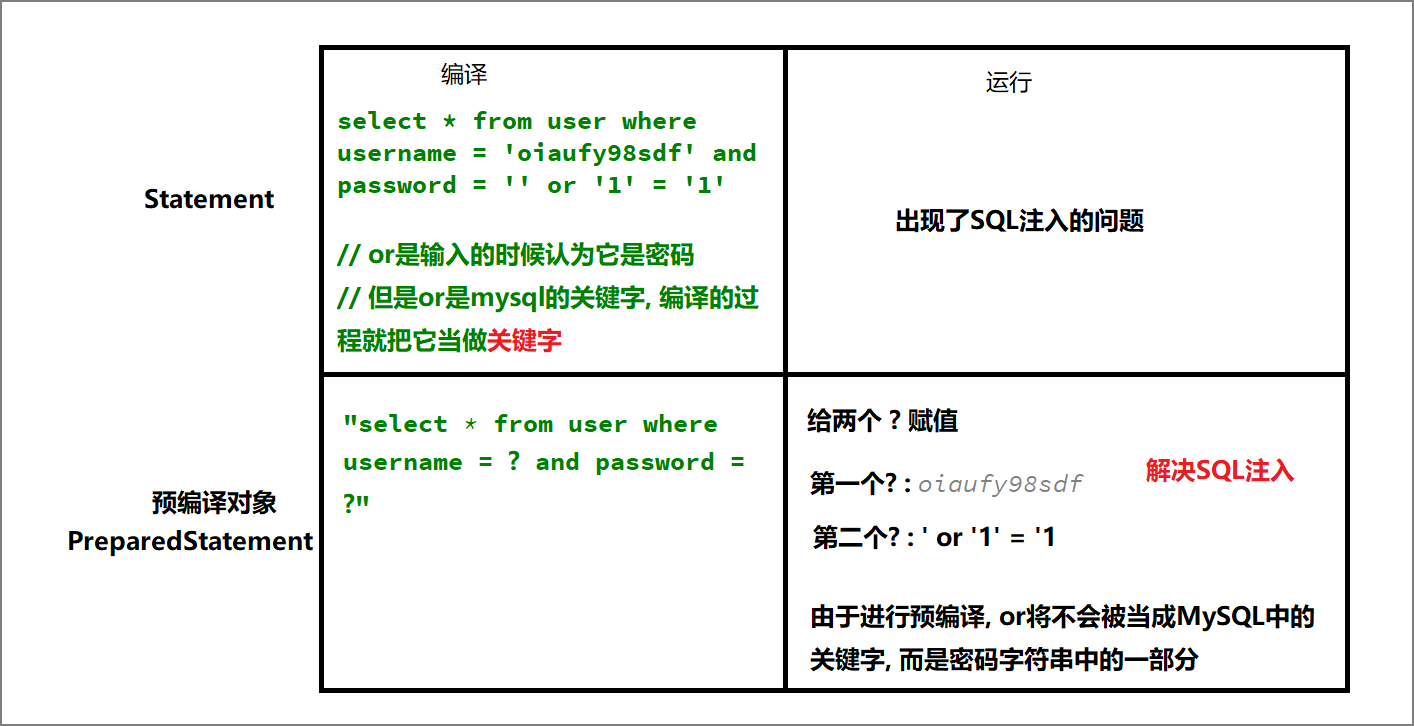 编译
运行
Statement
select * from user where
username = 'oiaufy98sdf' and
password = '' or '1' = '1'
// or是输入的时候认为它是密码
// 但是or是mysql的关键字, 编译的过
程就把它当做关键字
出现了SQL注入的问题
预编译对象
PreparedStatement
"select * from user where
username = ? and password =
?"
给两个 ? 赋值
第一个? : oiaufy98sdf
解决SQL注入
第二个? : ' or '1' = '1
由于进行预编译, or将不会被当成MySQL中的
关键字, 而是密码字符串中的一部分